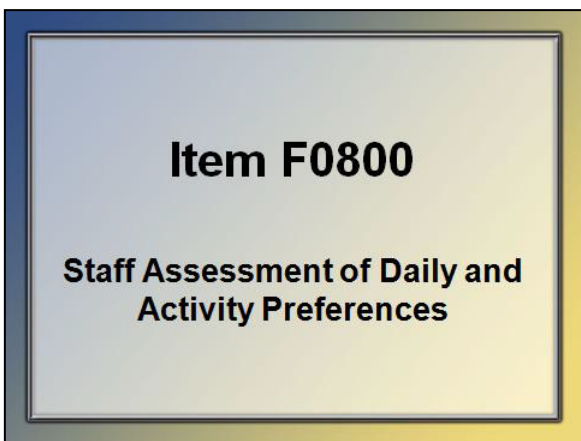 Item F0800
Staff Assessment of Daily and
Activity Preferences